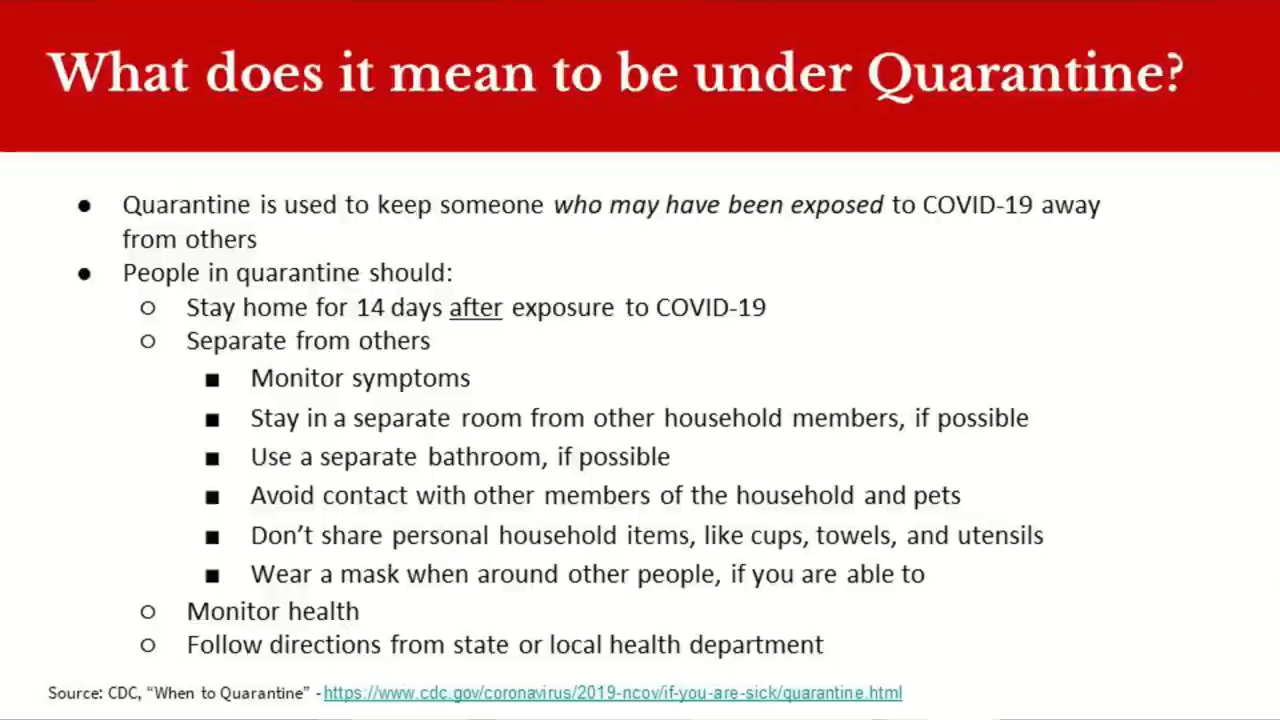 What does it mean to be under Quarantine?
● Quarantine is used to keep someone who may have been exposed to COVID-19 away
from others
● People in quarantine should:
○ Stay home for 14 days after exposure to COVID-19
○ Separate from others
■ Monitor symptoms
■ Stay in a separate room from other household members, if possible
■ Use a separate bathroom, if possible
■ Avoid contact with other members of the household and pets
■ Don’t share personal household items, like cups, towels, and utensils
■ Wear a mask when around other people, if you are able to
○ Monitor health
○ Follow directions from state or local health department
Source: CDC, “When to Quarantine” - https://www.cdc.gov/coronavirus/2019-ncov/if-you-are-sick/quarantine.html